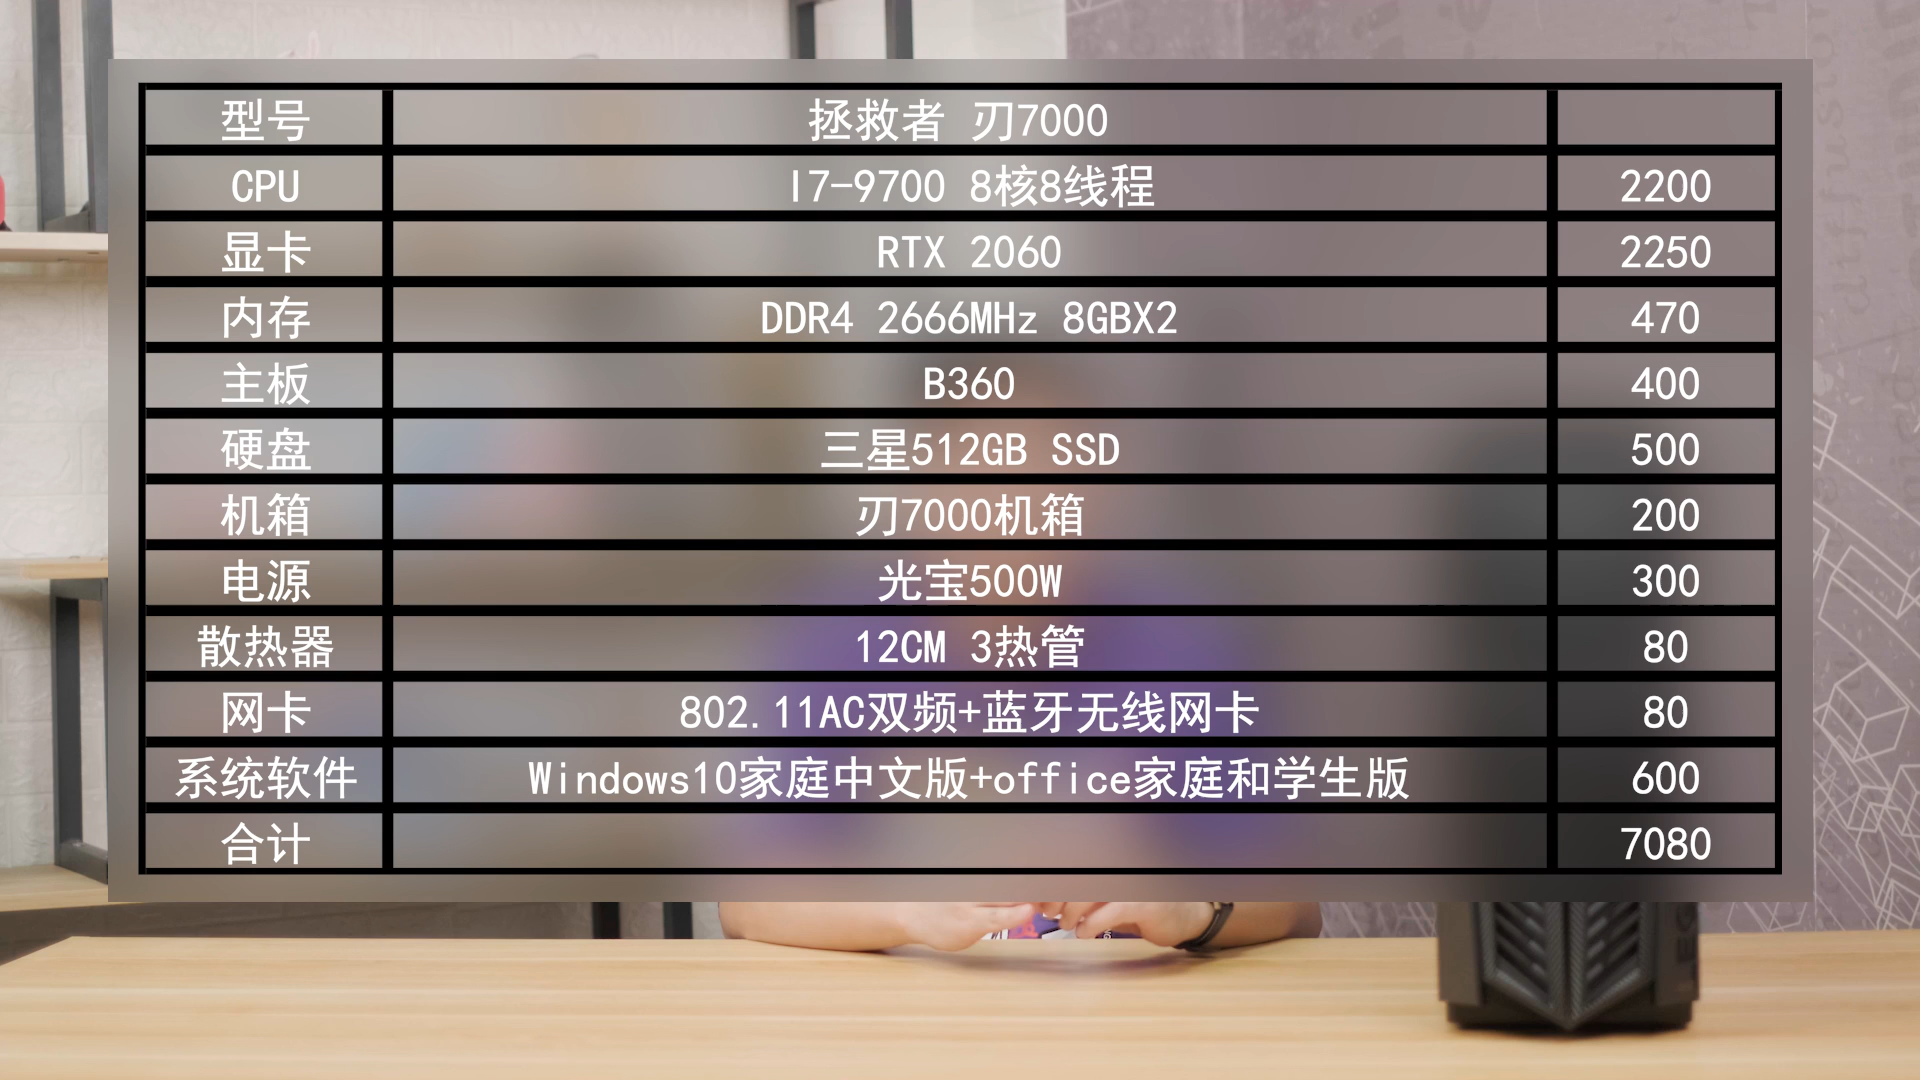 型号 拯救者 刃7000
CPU I7-9700 8核8线程 2200
显卡 RTX 2060 2250
内存 DDR4 2666MHz 8GBX2 470
主板 B360 400
硬盘 三星512GB SSD 500
机箱 刃7000机箱 200
电源 光宝500W 300
散热器 12CM 3热管 80
网卡 802.11AC双频+蓝牙无线网卡 80
系统软件 Windows10家庭中文版+office家庭和学生版 600
合计 7080